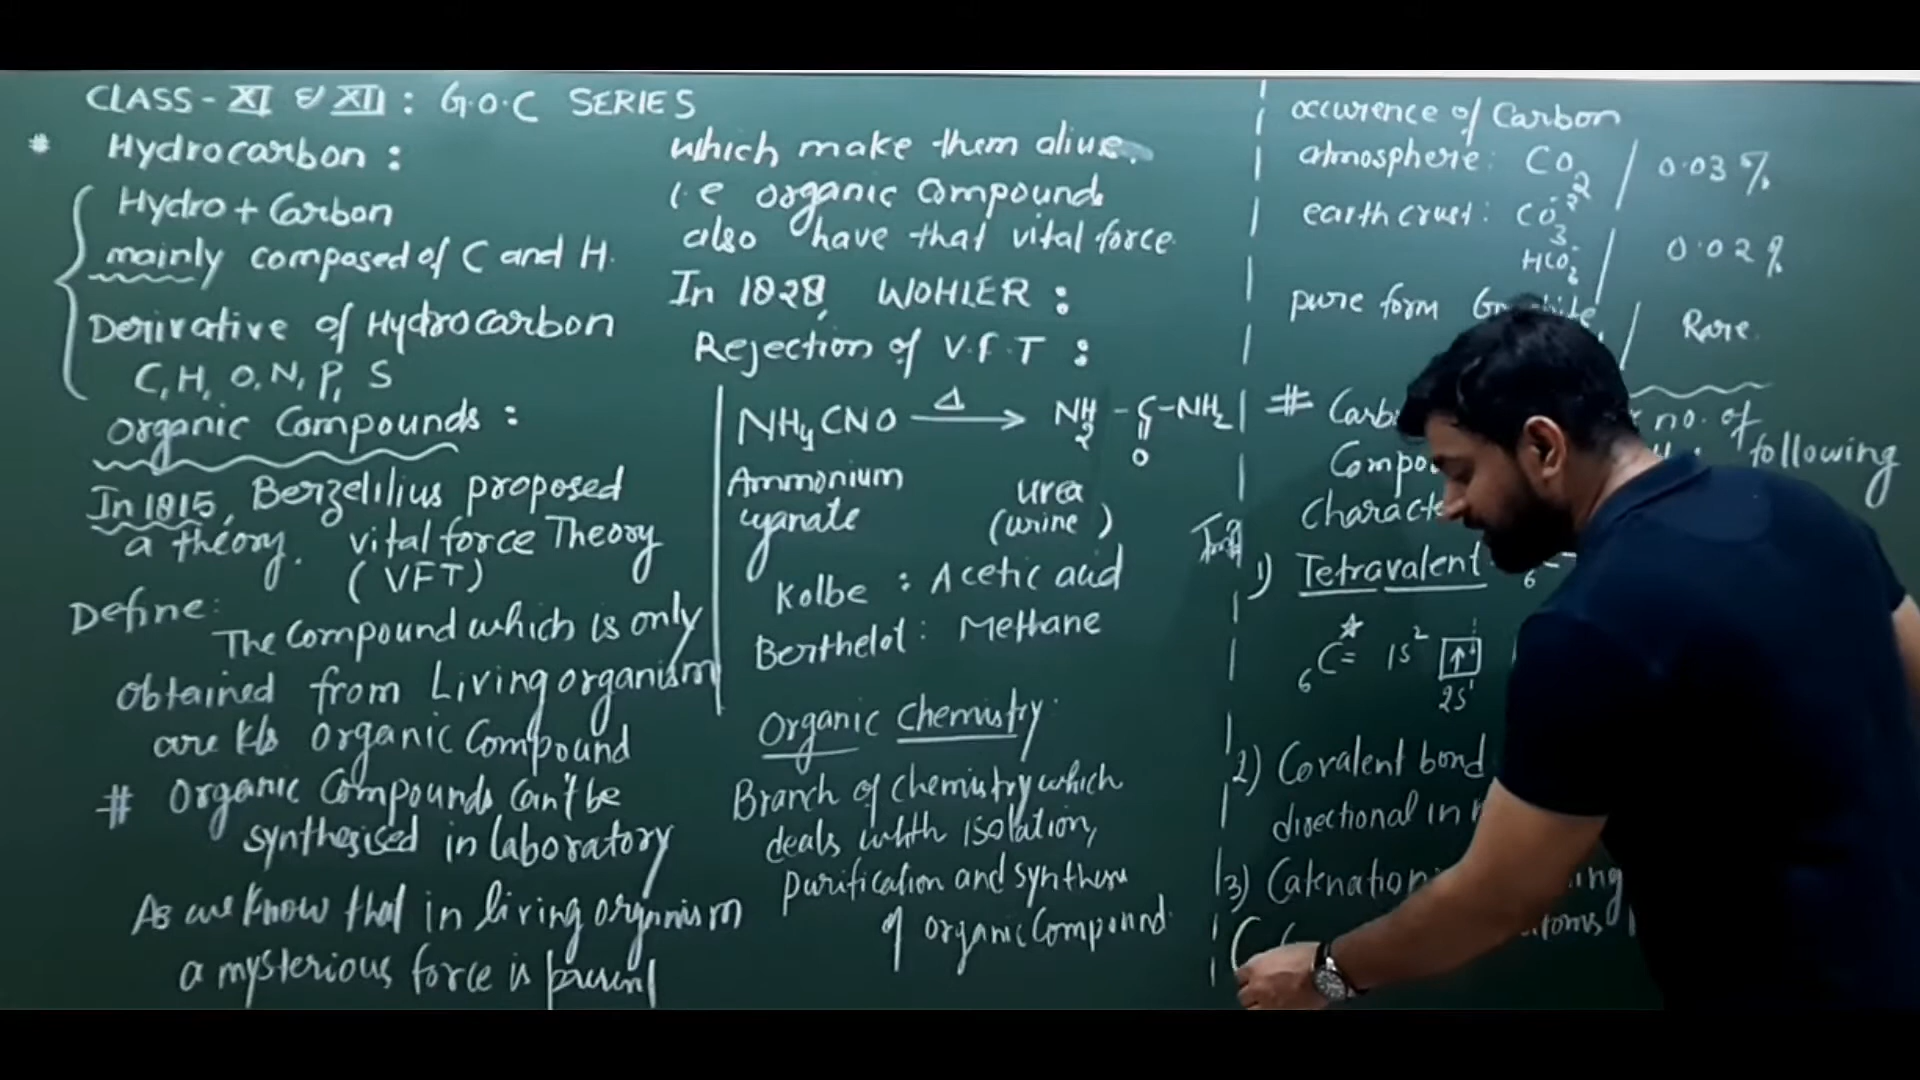 CLASS - XI & XII : G.O.C SERIES
* Hydrocarbon :
Hydro + Carbon
mainly composed of C and H.
Derivative of Hydrocarbon
C, H, O, N, P, S
Organic Compounds :
In 1815, Berzelilius proposed
a theory. vital force Theory
(VFT)
Define:
The compound which is only
obtained from Living organism
are k/s organic Compound
# Organic Compounds Can't be
synthesised in laboratory
As we know that in living organism
a mysterious force is present
which make them alive.
i.e organic Compounds
also have that vital force
In 1828, WOHLER :
Rejection of V.F.T :
NH4 CNO Δ → NH2 - C - NH2
O
Ammonium cyanate
urea (urine)
Kolbe : Acetic acid
Berthelot : Methane
Organic Chemistry:
Branch of chemistry which
deals with isolation,
purification and synthesis
of organic Compound.
occurence of Carbon
atmosphere: CO2 / 0.03 %
earth crust: CO3-2
HCO3- / 0.02 %
pure form / Rare.
# no. of
following
1) Tetravalent 6
6C* = 1s2 ↑
2s1
2) Covalent bond
directional in
3) Catenation
atoms